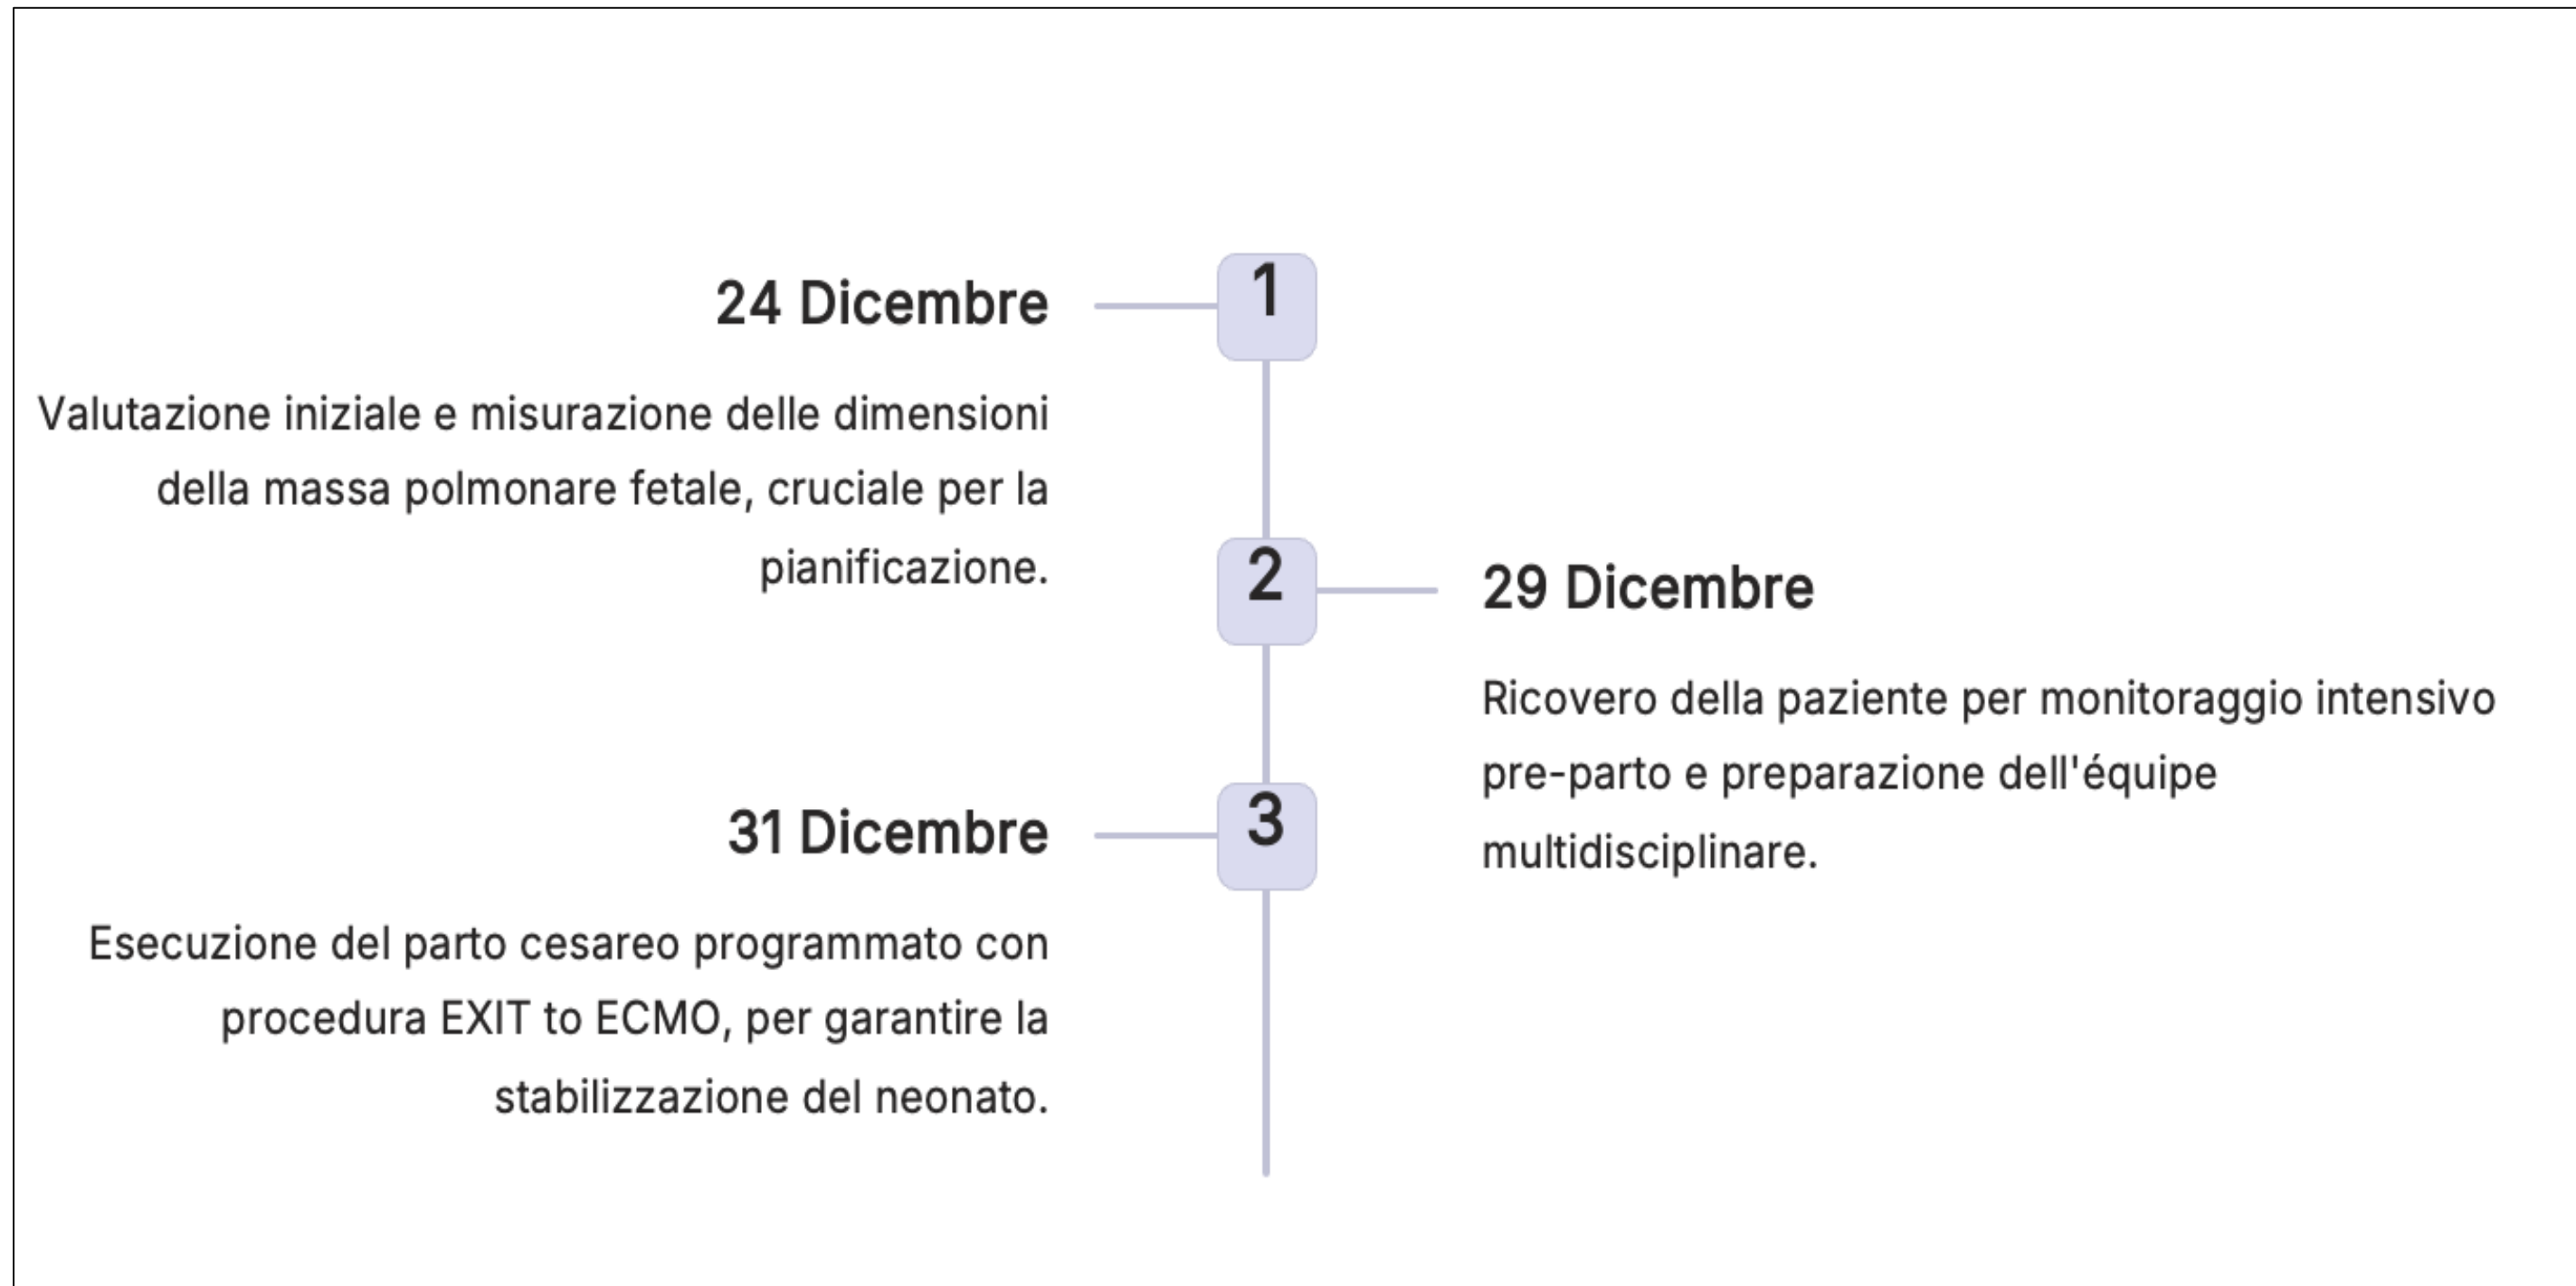 1
24 Dicembre
Valutazione iniziale e misurazione delle dimensioni
della massa polmonare fetale, cruciale per la
pianificazione.
2
29 Dicembre
Ricovero della paziente per monitoraggio intensivo
pre-parto e preparazione dell'équipe
multidisciplinare.
3
31 Dicembre
Esecuzione del parto cesareo programmato con
procedura EXIT to ECMO, per garantire la
stabilizzazione del neonato.